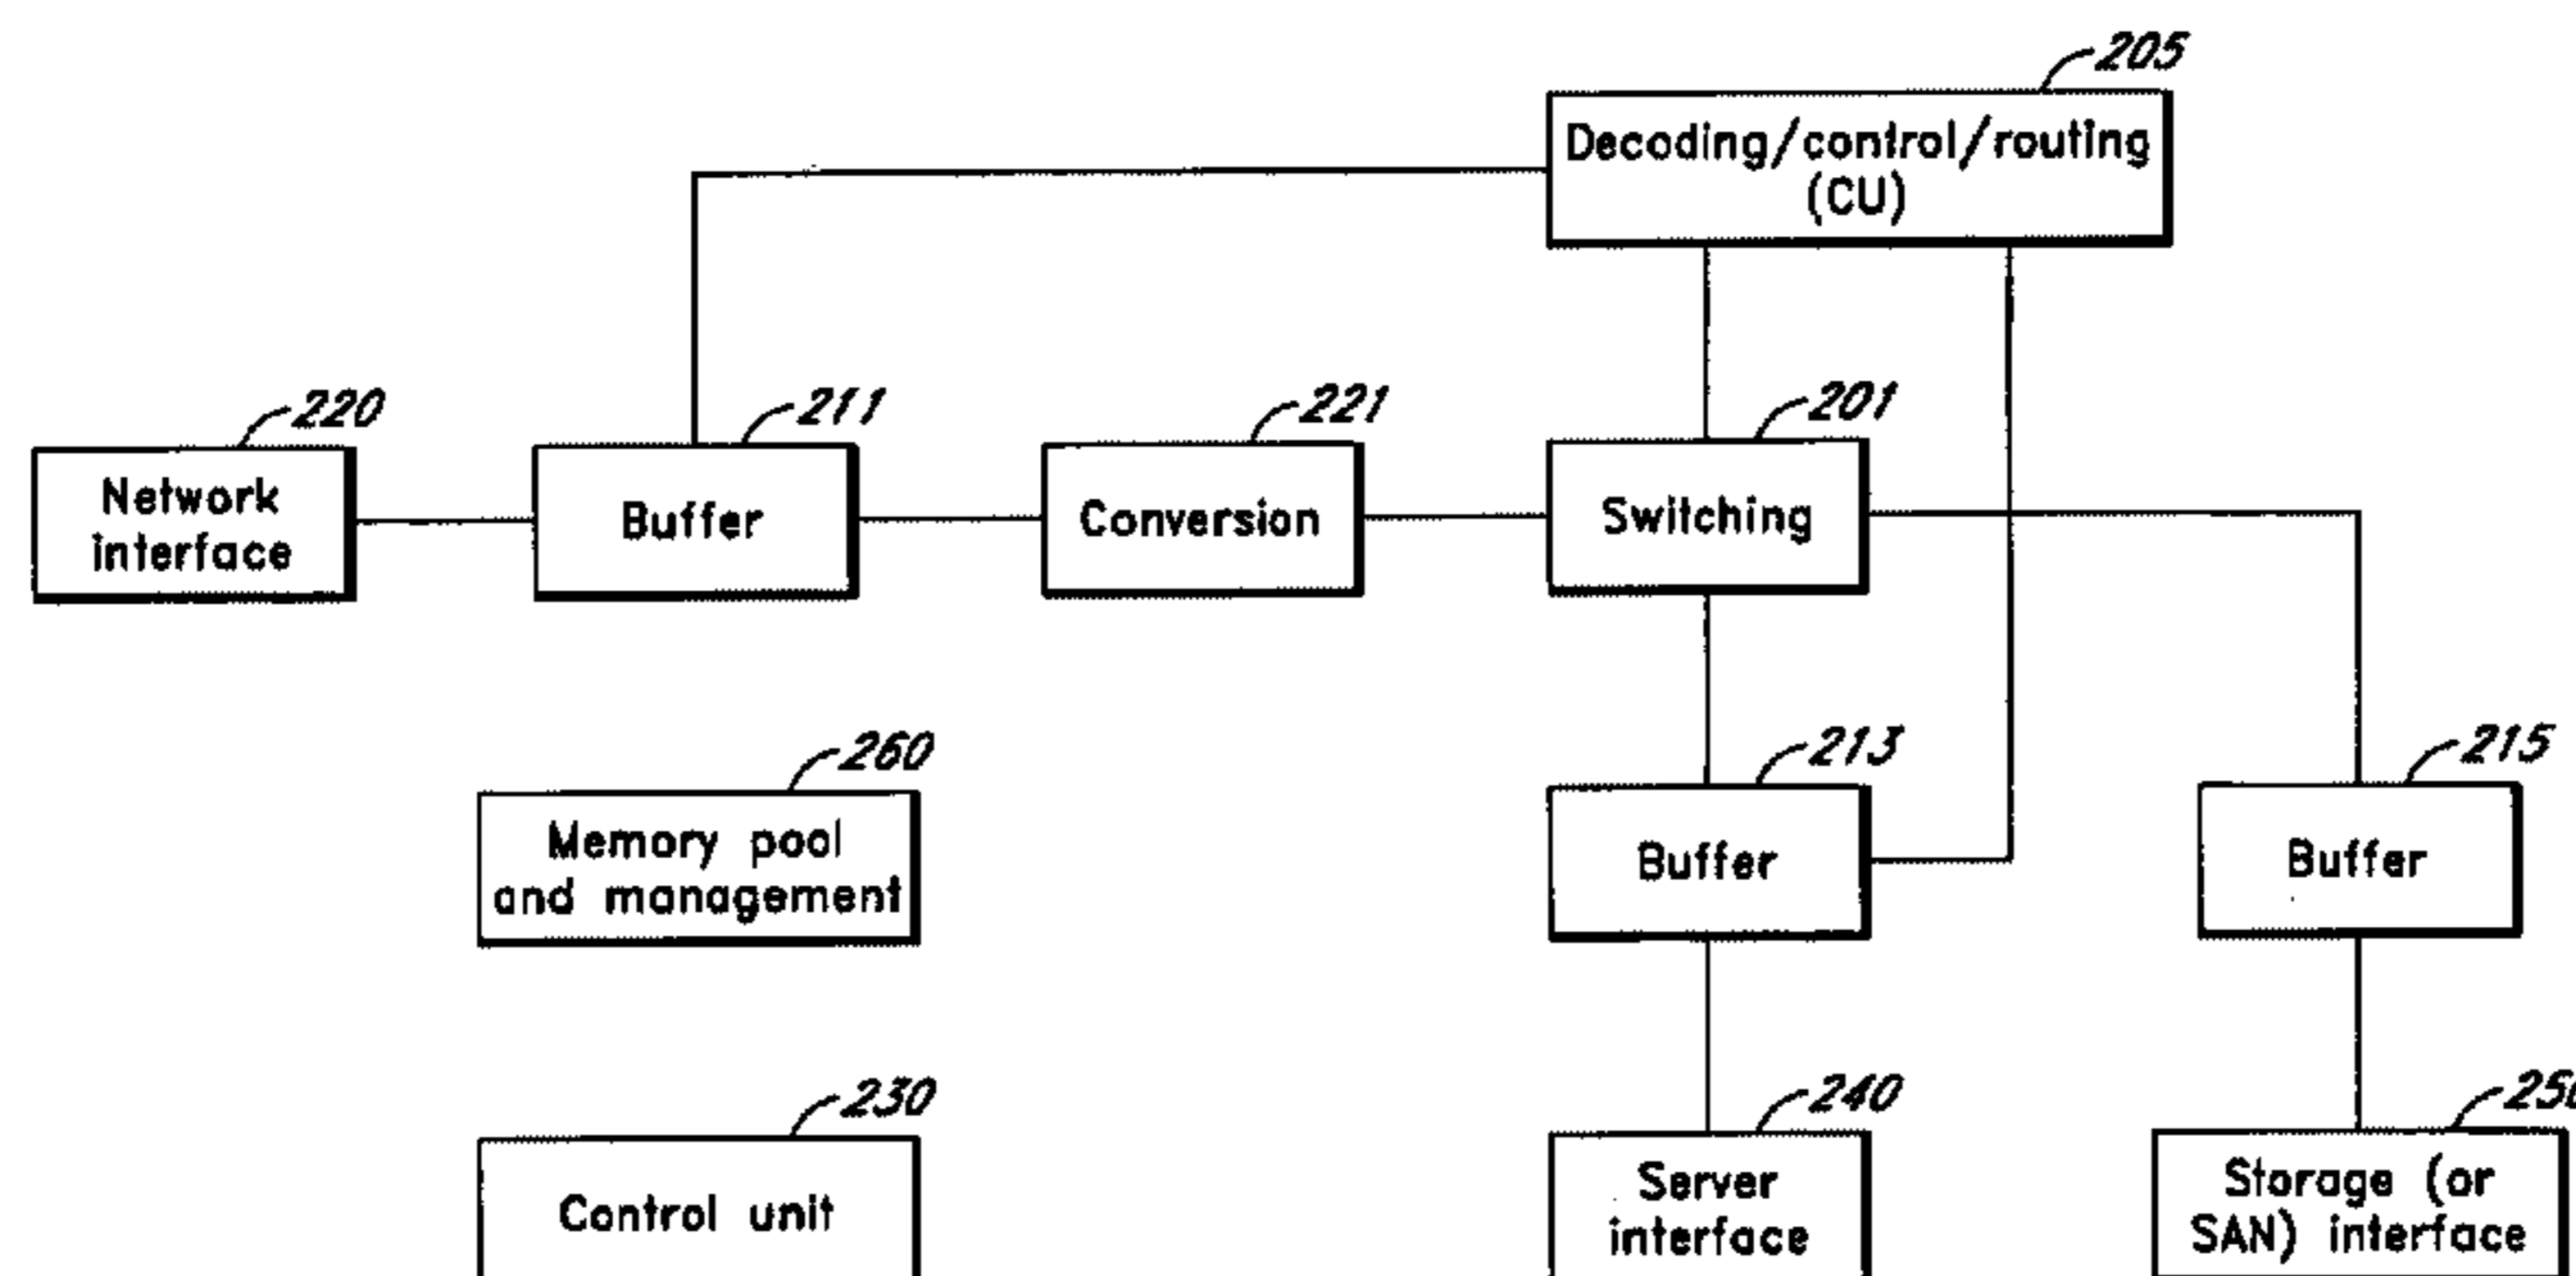 205
Decoding/control/routing
(CU)
220
211
221
201
Network
interface
Buffer
Conversion
Switching
260
213
215
Memory pool
and management
Buffer
Buffer
230
240
Control unit
Server
interface
Storage (or
SAN) interface